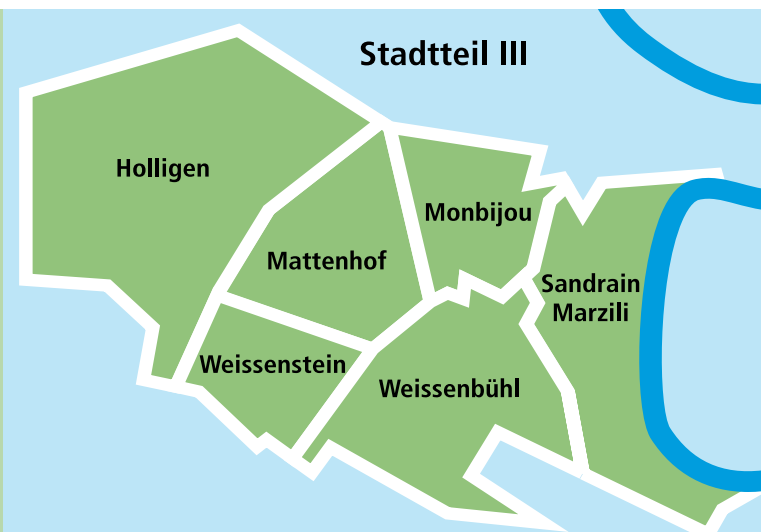 Stadtteil III
Holligen
Monbijou
Mattenhof
Sandrain
Marzili
Weissenstein
Weissenbühl